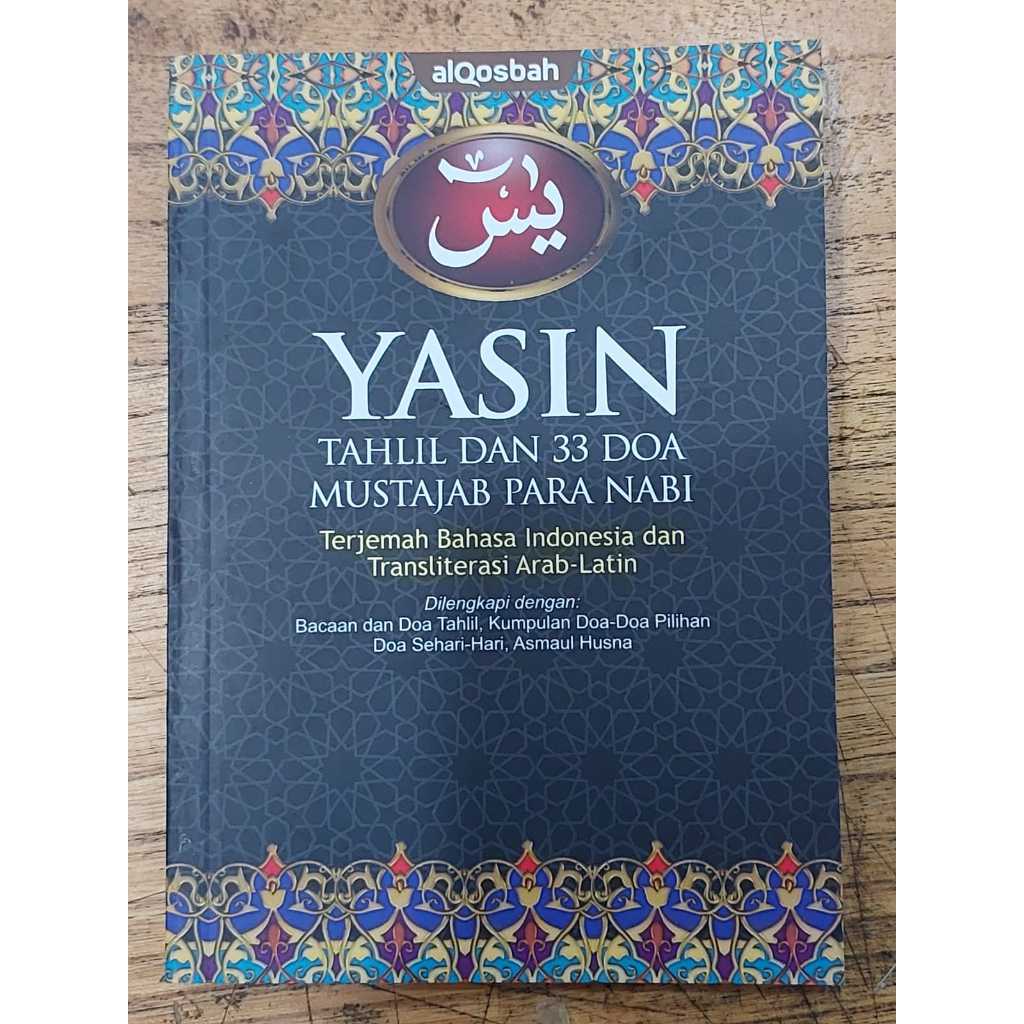 alQosbah
يٰسٓ
YASIN
TAHLIL DAN 33 DOA
MUSTAJAB PARA NABI
Terjemah Bahasa Indonesia dan
Transliterasi Arab-Latin
Dilengkapi dengan:
Bacaan dan Doa Tahlil, Kumpulan Doa-Doa Pilihan
Doa Sehari-Hari, Asmaul Husna